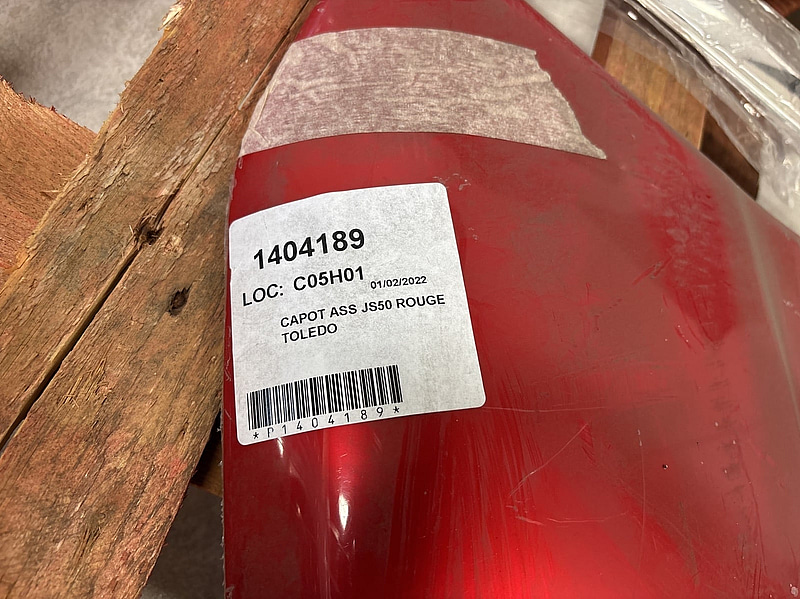 1404189
LOC: C05H01 01/02/2022
CAPOT ASS JS50 ROUGE
TOLEDO
*P1404189*